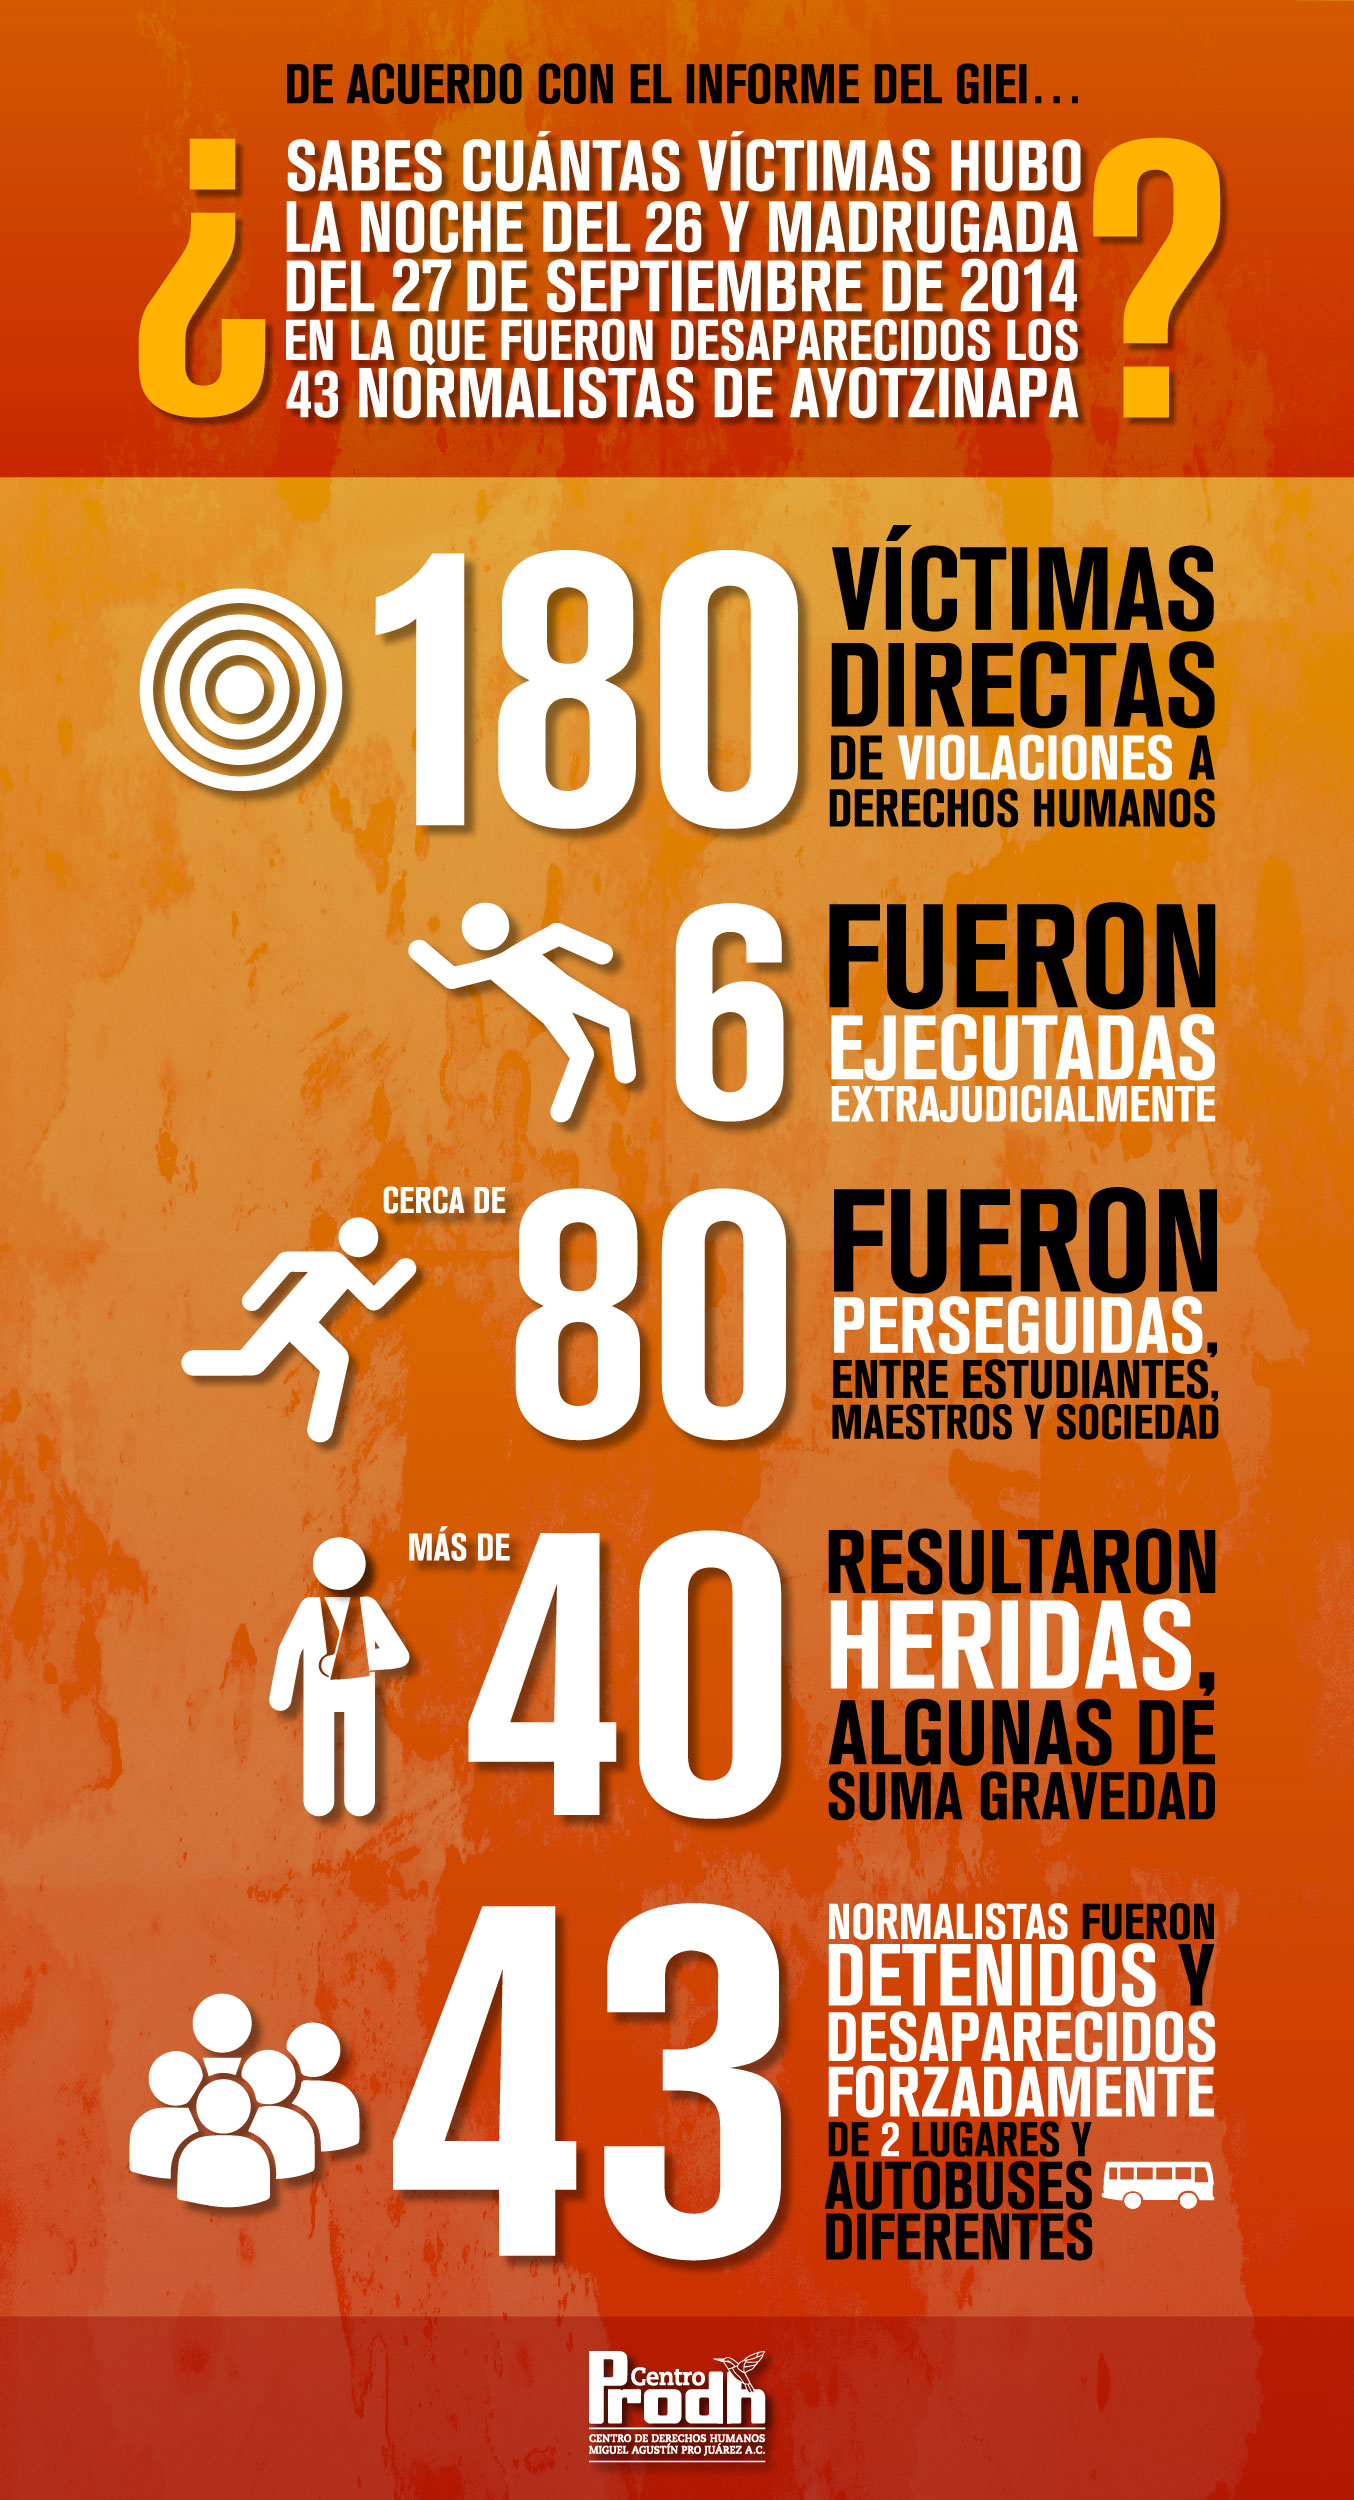 DE ACUERDO CON EL INFORME DEL GIEI...
¿SABES CUÁNTAS VÍCTIMAS HUBO
LA NOCHE DEL 26 Y MADRUGADA
DEL 27 DE SEPTIEMBRE DE 2014
EN LA QUE FUERON DESAPARECIDOS LOS
43 NORMALISTAS DE AYOTZINAPA?
180
VÍCTIMAS
DIRECTAS
DE VIOLACIONES A
DERECHOS HUMANOS
6
FUERON
EJECUTADAS
EXTRAJUDICIALMENTE
CERCA DE
80
FUERON
PERSEGUIDAS,
ENTRE ESTUDIANTES,
MAESTROS Y SOCIEDAD
MÁS DE
40
RESULTARON
HERIDAS,
ALGUNAS DE
SUMA GRAVEDAD
43
NORMALISTAS FUERON
DETENIDOS Y
DESAPARECIDOS
FORZADAMENTE
DE 2 LUGARES Y
AUTOBUSES
DIFERENTES
Centro
Prodh
CENTRO DE DERECHOS HUMANOS
MIGUEL AGUSTÍN PRO JUÁREZ A.C.